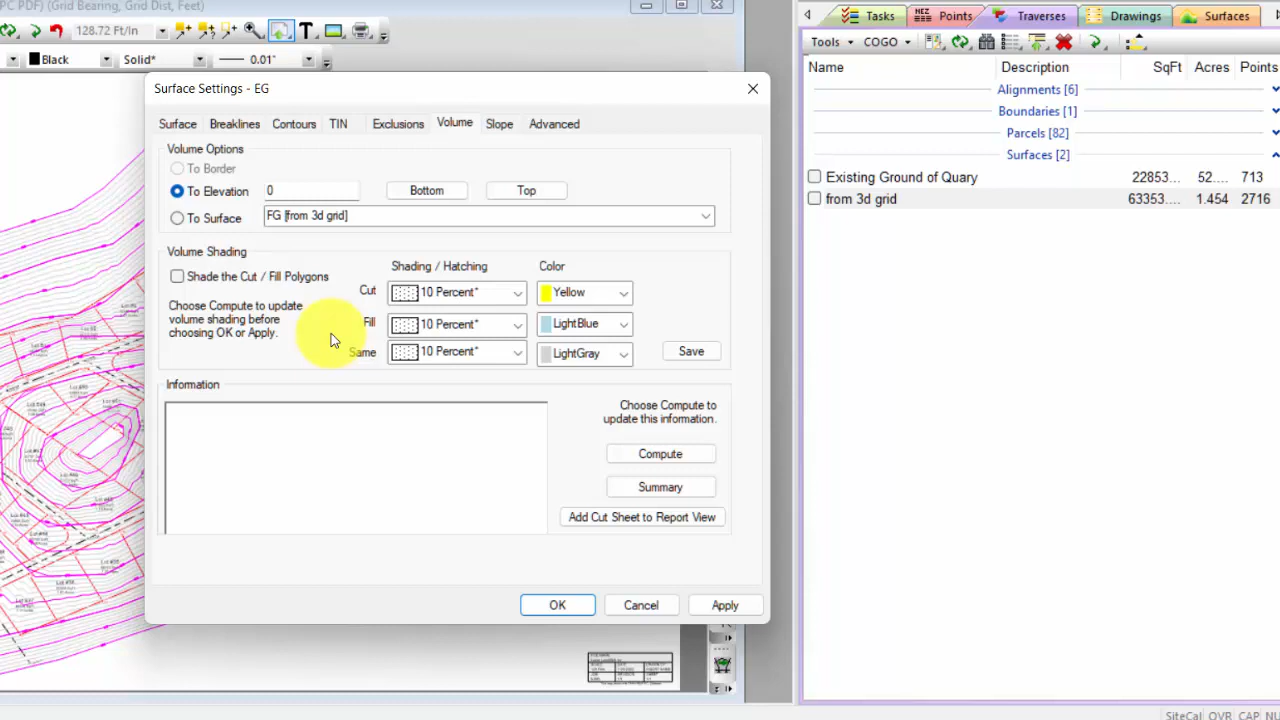 PC PDF) (Grid Bearing, Grid Dist, Feet)
128.72 Ft/in
T
Black
Solid*
0.01"
Surface Settings - EG
Surface
Breaklines
Contours
TIN
Exclusions
Volume
Slope
Advanced
Volume Options
To Border
To Elevation
0
Bottom
Top
To Surface
FG [from 3d grid]
Volume Shading
Shading / Hatching
Color
Shade the Cut / Fill Polygons
Cut
10 Percent*
Yellow
Choose Compute to update
volume shading before
choosing OK or Apply.
Fill
10 Percent*
LightBlue
Same
10 Percent*
LightGray
Save
Information
Choose Compute to
update this information.
Compute
Summary
Add Cut Sheet to Report View
OK
Cancel
Apply
Tasks
Points
Traverses
Drawings
Surfaces
Tools
COGO
Name
Description
SqFt
Acres
Points
Alignments [6]
Boundaries [1]
Parcels [82]
Surfaces [2]
Existing Ground of Quary
22853....
52....
713
from 3d grid
63353....
1.454
2716
SiteCal
OVR
CAP